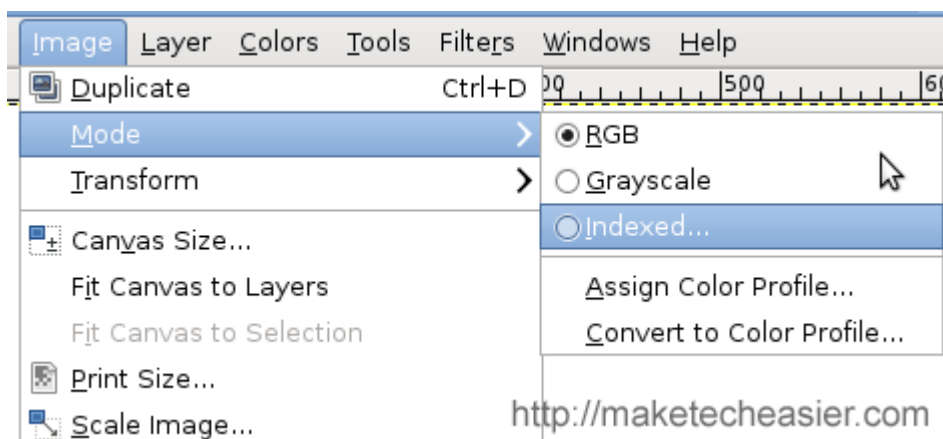 Image Layer Colors Tools Filters Windows Help
Duplicate Ctrl+D
500
Mode
RGB
Transform
Grayscale
Indexed...
Canvas Size...
Fit Canvas to Layers
Assign Color Profile...
Fit Canvas to Selection
Convert to Color Profile...
Print Size...
Scale Image...
http://maketecheasier.com